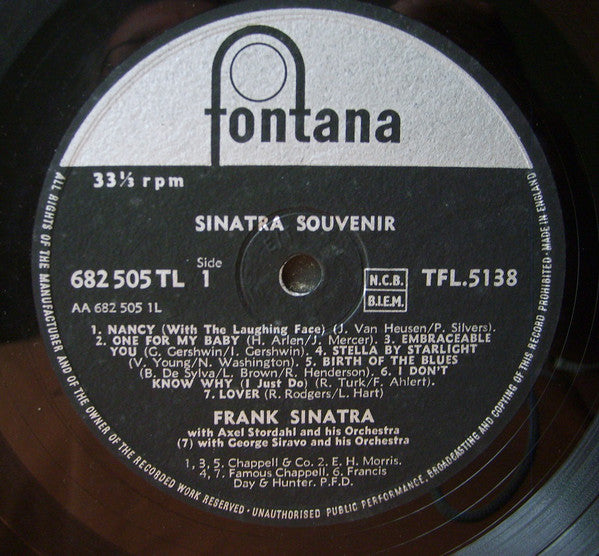 fontana
33⅓ rpm
SINATRA SOUVENIR
682 505 TL Side 1
N.C.B.
B.I.E.M.
TFL.5138
AA 682 505 1L
1. NANCY (With The Laughing Face) (J. Van Heusen/P. Silvers).
2. ONE FOR MY BABY (H. Arlen/J. Mercer). 3. EMBRACEABLE
YOU (G. Gershwin/I. Gershwin). 4. STELLA BY STARLIGHT
(V. Young/N. Washington). 5. BIRTH OF THE BLUES
(B. De Sylva/L. Brown/R. Henderson). 6. I DON'T
KNOW WHY (I Just Do) (R. Turk/F. Ahlert).
7. LOVER (R. Rodgers/L. Hart)
FRANK SINATRA
with Axel Stordahl and his Orchestra
(7) with George Siravo and his Orchestra
1, 3, 5. Chappell & Co. 2. E. H. Morris.
4, 7. Famous Chappell. 6. Francis
Day & Hunter. P.F.D.
ALL RIGHTS OF THE MANUFACTURER AND OF THE OWNER OF THE RECORDED WORK RESERVED · UNAUTHORISED PUBLIC PERFORMANCE, BROADCASTING AND COPYING OF THIS RECORD PROHIBITED · MADE IN ENGLAND